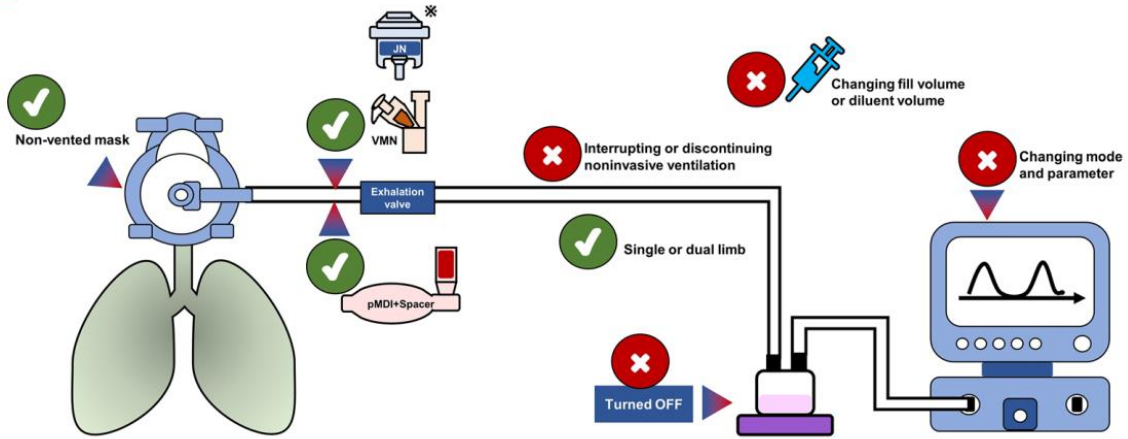 ※
JN
Non-vented mask
VMN
Changing fill volume
or diluent volume
Interrupting or discontinuing
noninvasive ventilation
Changing mode
and parameter
Exhalation
valve
Single or dual limb
pMDI+Spacer
Turned OFF